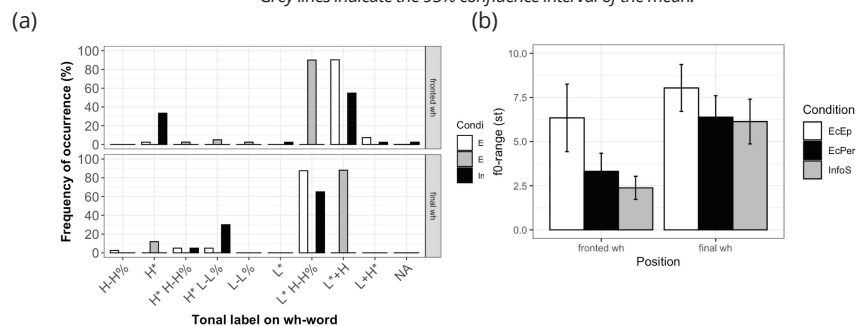 Grey lines indicate the 95% confidence interval of the mean.
(a)
(b)
Frequency of occurrence (%)
100
80
60
40
20
0
fronted wh
100
80
60
40
20
0
final wh
H-H%
H*
H* H-H%
H* L-L%
L-L%
L*
L* H-H%
L*+H
L+H*
NA
Tonal label on wh-word
Condi
E
E
In
f0-range (st)
10.0
7.5
5.0
2.5
0.0
fronted wh
final wh
Position
Condition
EcEp
EcPer
InfoS